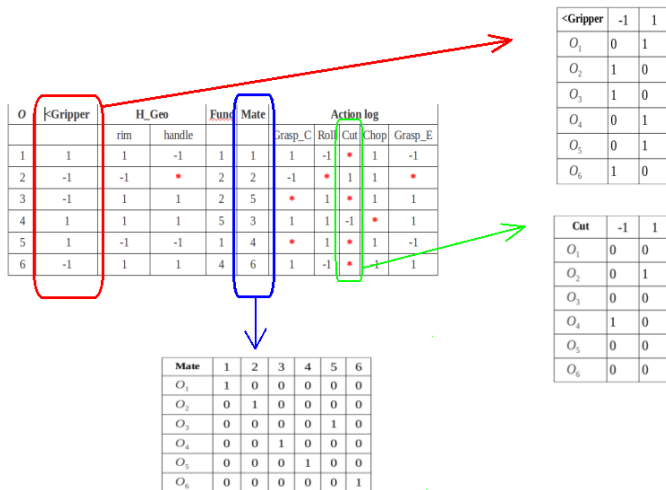 <Gripper -1 1
O1 0 1
O2 1 0
O3 1 0
O4 0 1
O5 0 1
O6 1 0
O <Gripper H_Geo Func Mate Action log
rim handle Grasp_C Roll Cut Chop Grasp_E
1 1 1 -1 1 1 1 -1 * 1 -1
2 -1 -1 * 2 2 -1 * 1 1 *
3 -1 1 1 2 5 * 1 * 1 1
4 1 1 1 5 3 1 1 -1 * 1
5 1 -1 -1 1 4 * 1 * 1 -1
6 -1 1 1 4 6 1 -1 * -1 1
Cut -1 1
O1 0 0
O2 0 1
O3 0 0
O4 1 0
O5 0 0
O6 0 0
Mate 1 2 3 4 5 6
O1 1 0 0 0 0 0
O2 0 1 0 0 0 0
O3 0 0 0 0 1 0
O4 0 0 1 0 0 0
O5 0 0 0 1 0 0
O6 0 0 0 0 0 1